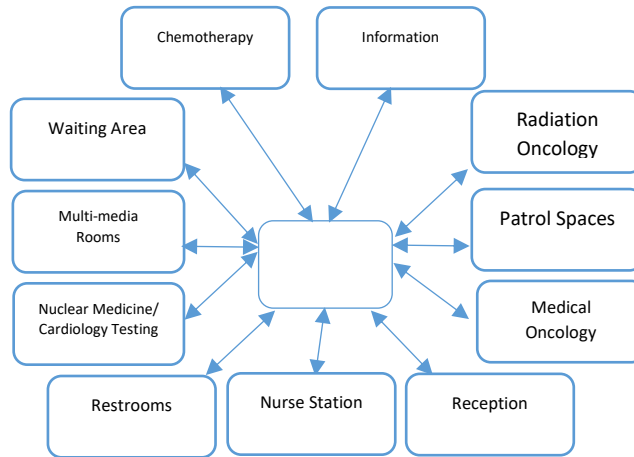 Chemotherapy
Information
Waiting Area
Radiation
Oncology
Multi-media
Rooms
Patrol Spaces
Nuclear Medicine/
Cardiology Testing
Medical
Oncology
Restrooms
Nurse Station
Reception